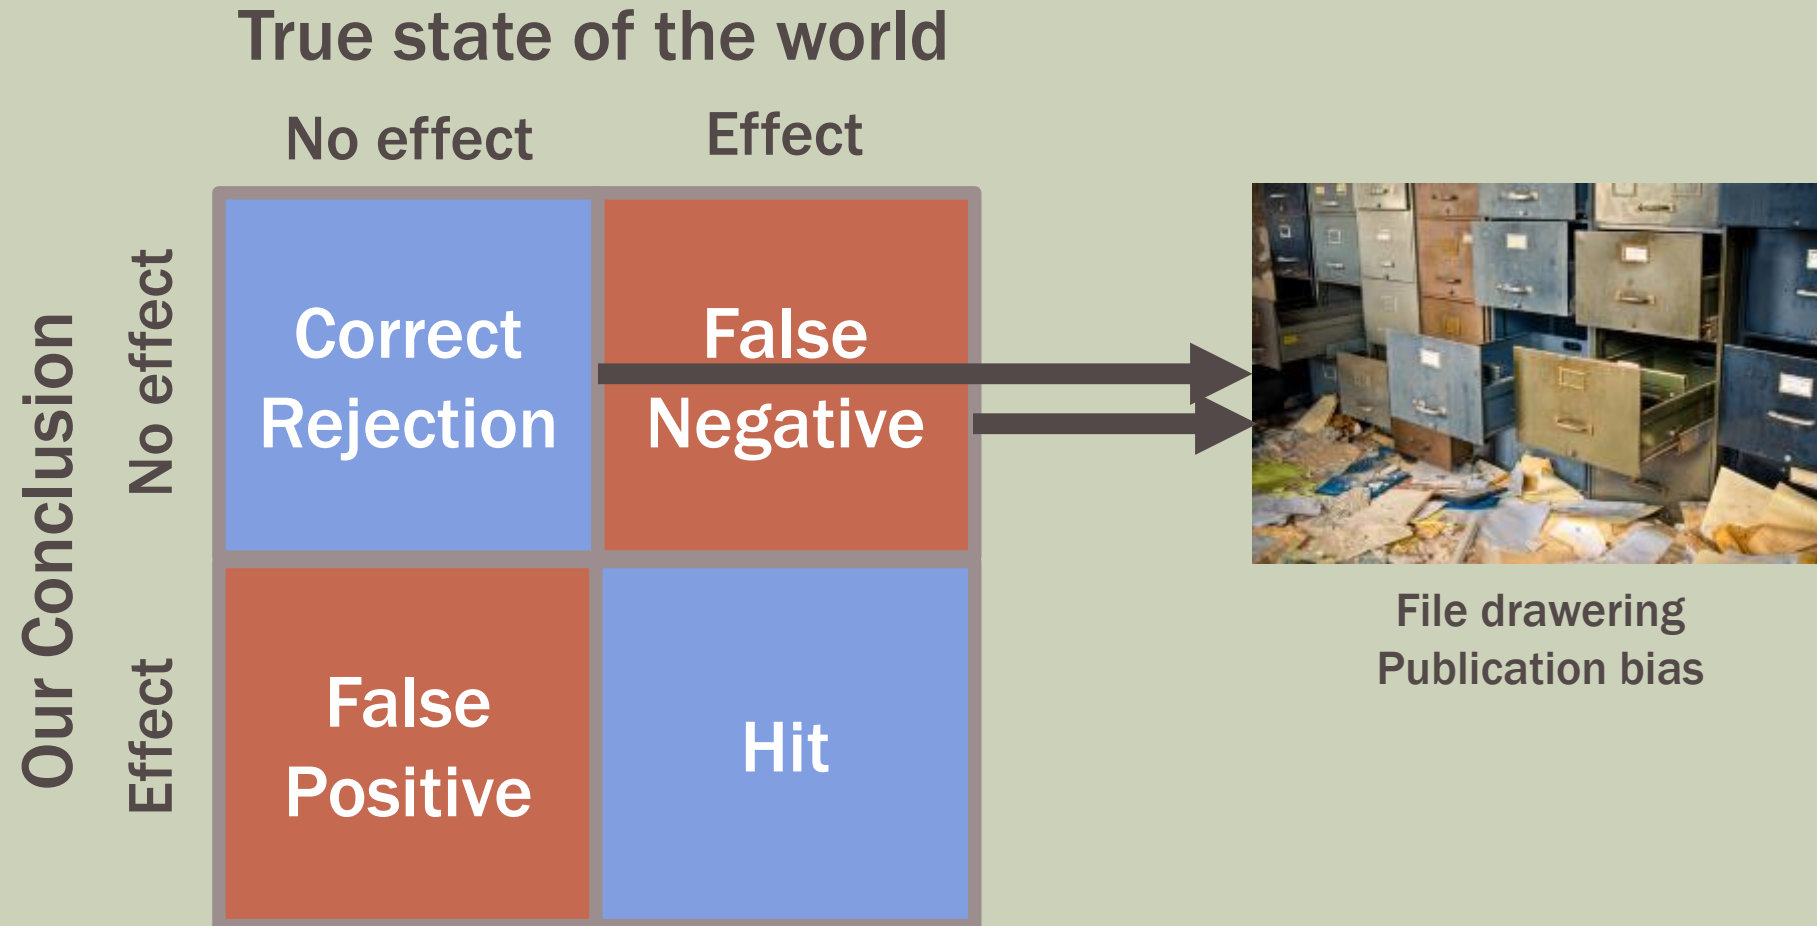 True state of the world
No effect
Effect
Our Conclusion
No effect
Correct
Rejection
False
Negative
Effect
False
Positive
Hit
File drawering
Publication bias